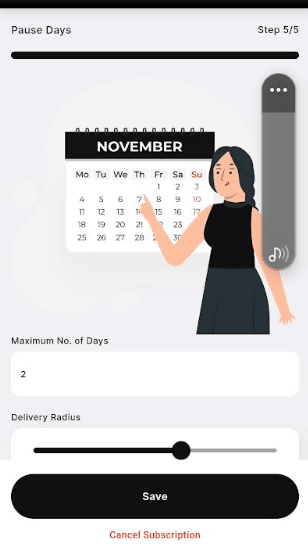 Pause Days
Step 5/5
NOVEMBER
Mo Tu We Th Fr Sa Su
1 2 3
4 5 6 7 8 9 10
11 12 13 14 15 16 17
18 19 20 21 22 23
25 26 27 28 29 30
Maximum No. of Days
2
Delivery Radius
Save
Cancel Subscription